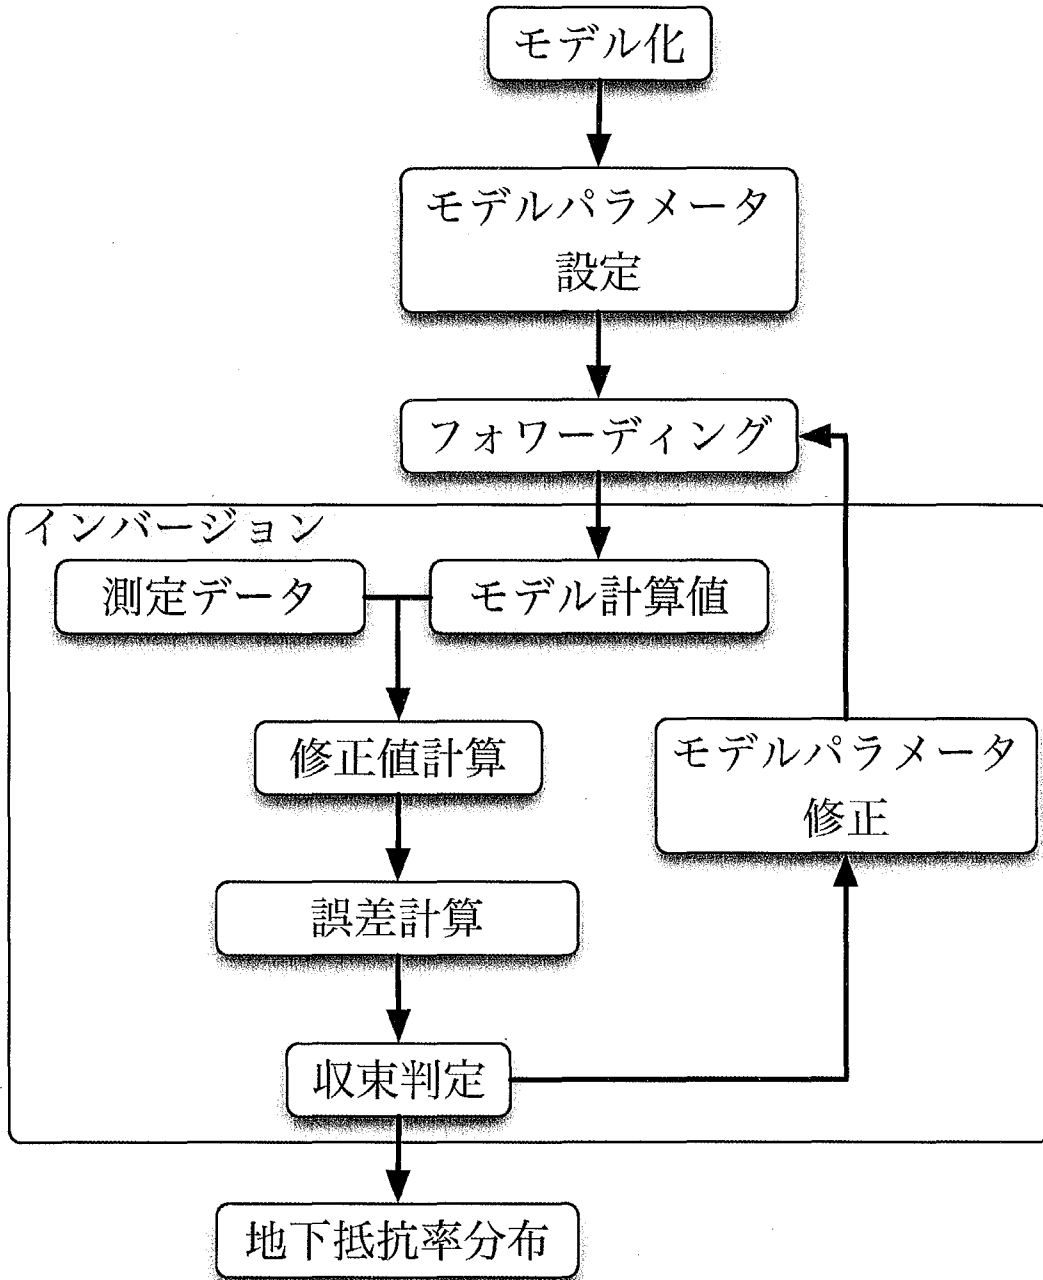 モデル化
モデルパラメータ
設定
フォワーディング
インバージョン
測定データ
モデル計算値
修正値計算
モデルパラメータ
修正
誤差計算
収束判定
地下抵抗率分布